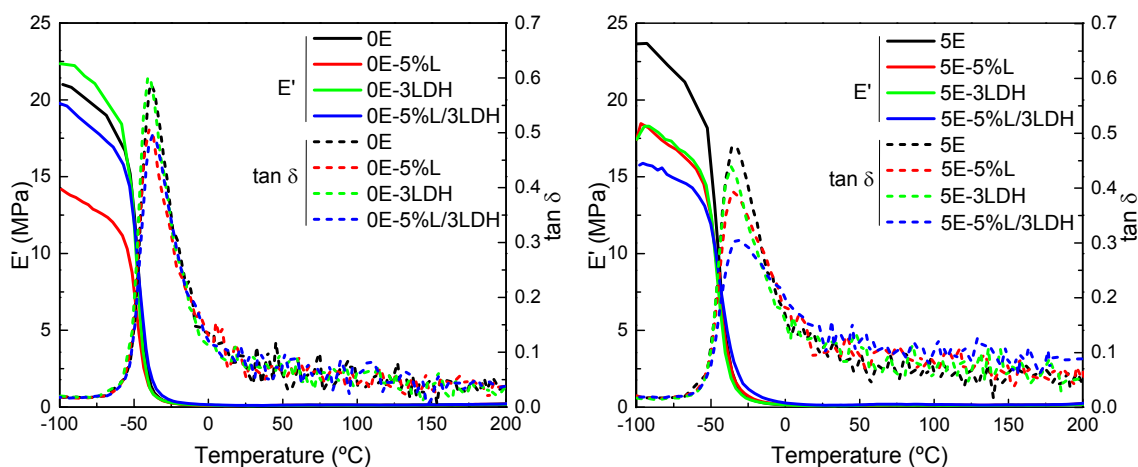 25
20
15
10
5
0
E' (MPa)
-100 -50 0 50 100 150 200
Temperature (ºC)
0.7
0.6
0.5
0.4
0.3
0.2
0.1
0.0
tan δ
E'
0E
0E-5%L
0E-3LDH
0E-5%L/3LDH
tan δ
0E
0E-5%L
0E-3LDH
0E-5%L/3LDH
25
20
15
10
5
0
E' (MPa)
-100 -50 0 50 100 150 200
Temperature (ºC)
0.7
0.6
0.5
0.4
0.3
0.2
0.1
0.0
tan δ
E'
5E
5E-5%L
5E-3LDH
5E-5%L/3LDH
tan δ
5E
5E-5%L
5E-3LDH
5E-5%L/3LDH